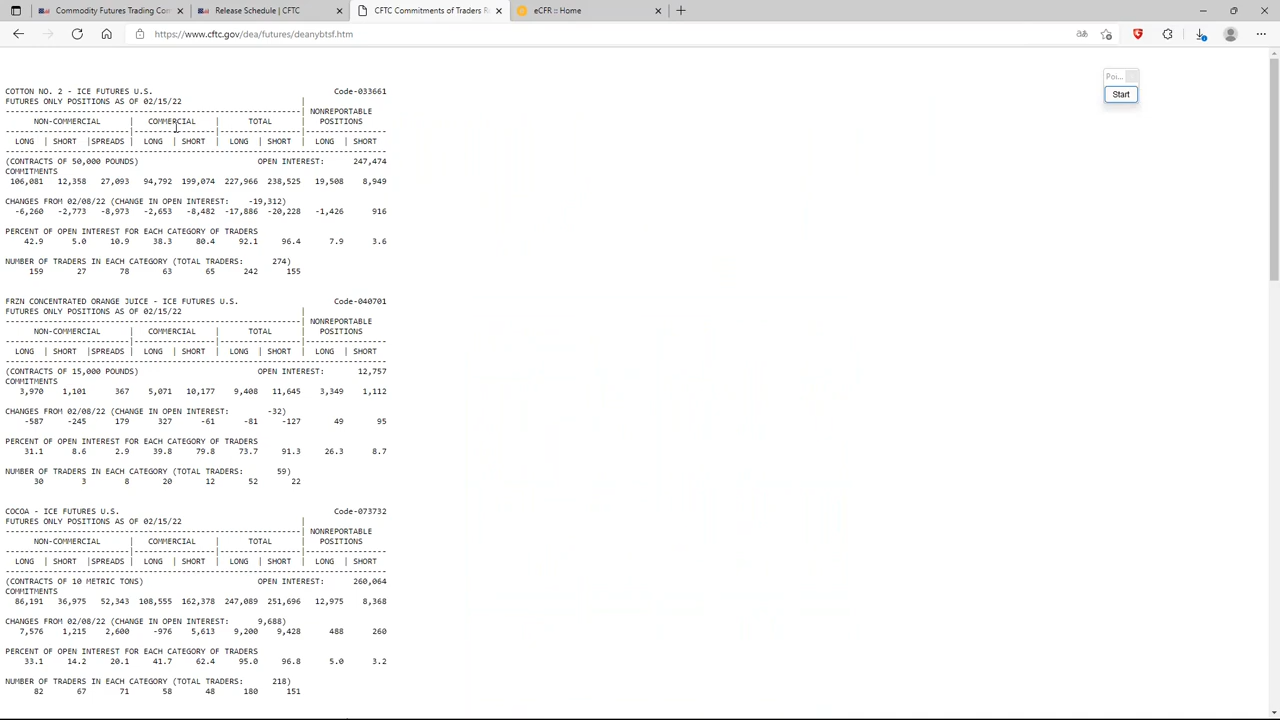 Commodity Futures Trading Com
Release Schedule | CFTC
CFTC Commitments of Traders R
eCFR :: Home
https://www.cftc.gov/dea/futures/deanybtsf.htm
Poi...
Start
COTTON NO. 2 - ICE FUTURES U.S. Code-033661
FUTURES ONLY POSITIONS AS OF 02/15/22 |
--------------------------------------------------------------| NONREPORTABLE
NON-COMMERCIAL | COMMERCIAL | TOTAL | POSITIONS
--------------------------|-----------------|-----------------|-----------------
LONG | SHORT |SPREADS | LONG | SHORT | LONG | SHORT | LONG | SHORT
--------------------------------------------------------------------------------
(CONTRACTS OF 50,000 POUNDS) OPEN INTEREST: 247,474
COMMITMENTS
106,081 12,358 27,093 94,792 199,074 227,966 238,525 19,508 8,949
CHANGES FROM 02/08/22 (CHANGE IN OPEN INTEREST: -19,312)
-6,260 -2,773 -8,973 -2,653 -8,482 -17,886 -20,228 -1,426 916
PERCENT OF OPEN INTEREST FOR EACH CATEGORY OF TRADERS
42.9 5.0 10.9 38.3 80.4 92.1 96.4 7.9 3.6
NUMBER OF TRADERS IN EACH CATEGORY (TOTAL TRADERS: 274)
159 27 78 63 65 242 155
FRZN CONCENTRATED ORANGE JUICE - ICE FUTURES U.S. Code-040701
FUTURES ONLY POSITIONS AS OF 02/15/22 |
--------------------------------------------------------------| NONREPORTABLE
NON-COMMERCIAL | COMMERCIAL | TOTAL | POSITIONS
--------------------------|-----------------|-----------------|-----------------
LONG | SHORT |SPREADS | LONG | SHORT | LONG | SHORT | LONG | SHORT
--------------------------------------------------------------------------------
(CONTRACTS OF 15,000 POUNDS) OPEN INTEREST: 12,757
COMMITMENTS
3,970 1,101 367 5,071 10,177 9,408 11,645 3,349 1,112
CHANGES FROM 02/08/22 (CHANGE IN OPEN INTEREST: -32)
-587 -245 179 327 -61 -81 -127 49 95
PERCENT OF OPEN INTEREST FOR EACH CATEGORY OF TRADERS
31.1 8.6 2.9 39.8 79.8 73.7 91.3 26.3 8.7
NUMBER OF TRADERS IN EACH CATEGORY (TOTAL TRADERS: 59)
30 3 8 20 12 52 22
COCOA - ICE FUTURES U.S. Code-073732
FUTURES ONLY POSITIONS AS OF 02/15/22 |
--------------------------------------------------------------| NONREPORTABLE
NON-COMMERCIAL | COMMERCIAL | TOTAL | POSITIONS
--------------------------|-----------------|-----------------|-----------------
LONG | SHORT |SPREADS | LONG | SHORT | LONG | SHORT | LONG | SHORT
--------------------------------------------------------------------------------
(CONTRACTS OF 10 METRIC TONS) OPEN INTEREST: 260,064
COMMITMENTS
86,191 36,975 52,343 108,555 162,378 247,089 251,696 12,975 8,368
CHANGES FROM 02/08/22 (CHANGE IN OPEN INTEREST: 9,688)
7,576 1,215 2,600 -976 5,613 9,200 9,428 488 260
PERCENT OF OPEN INTEREST FOR EACH CATEGORY OF TRADERS
33.1 14.2 20.1 41.7 62.4 95.0 96.8 5.0 3.2
NUMBER OF TRADERS IN EACH CATEGORY (TOTAL TRADERS: 218)
82 67 71 58 48 180 151